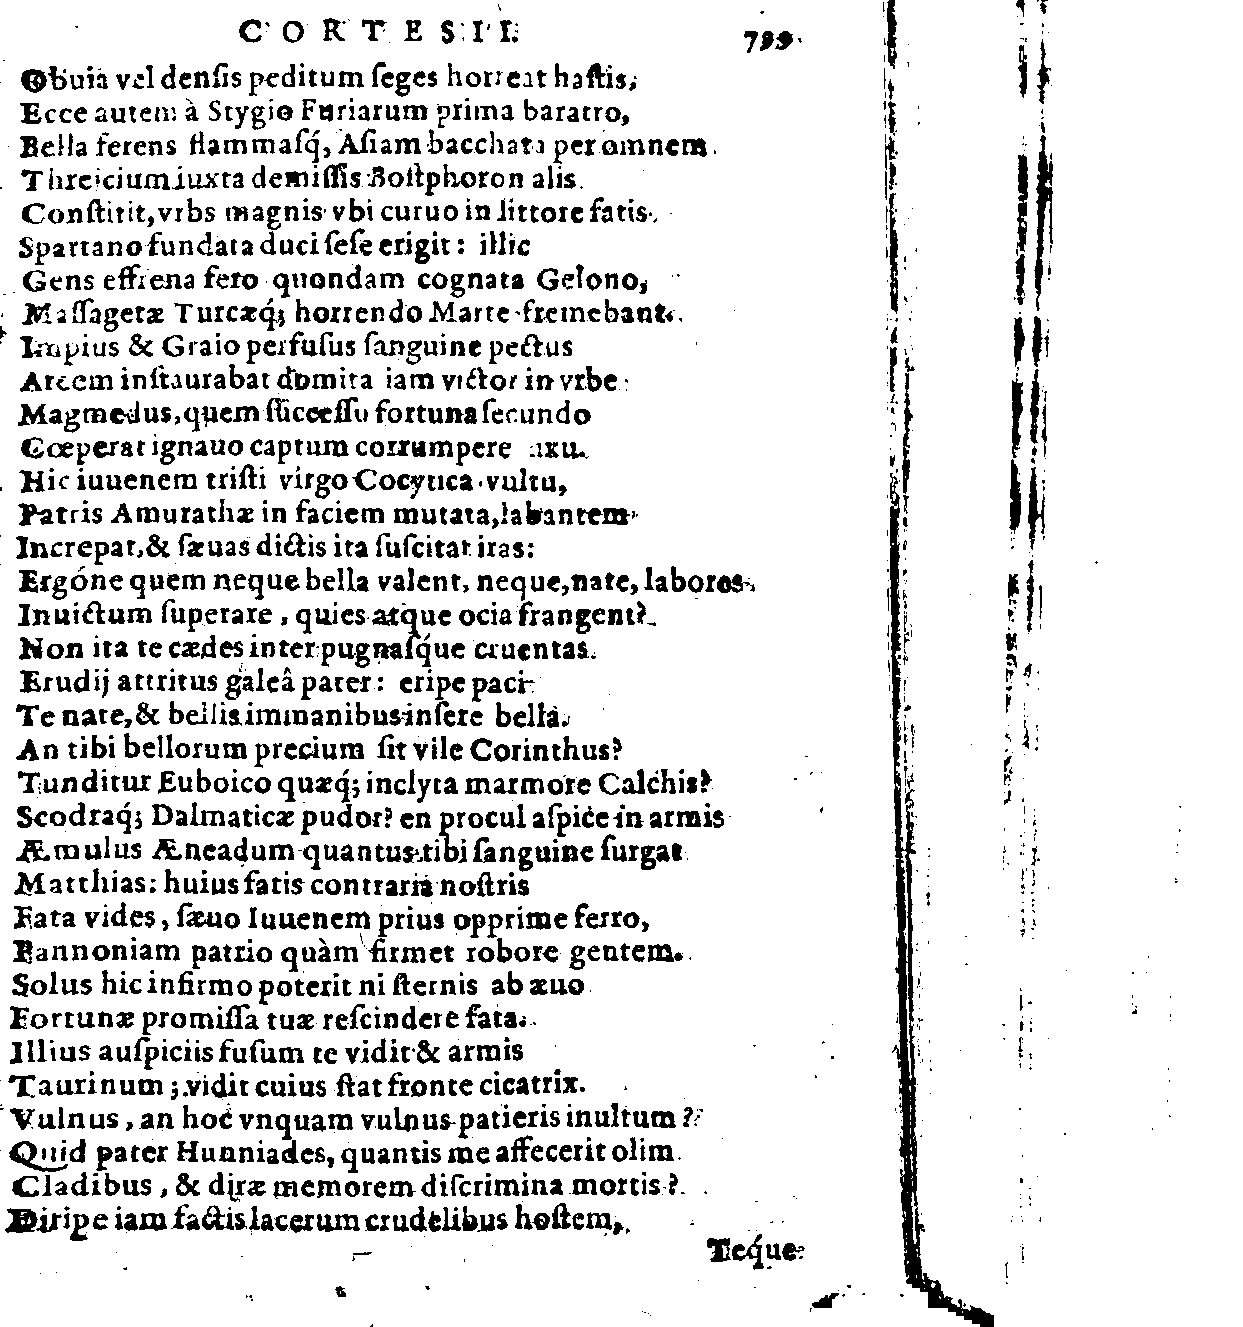 CORTESII. 799
Obuia vel densis peditum ſeges horreat haſtis,
Ecce autem à Stygio Furiarum prima baratro,
Bella ferens flammaſq́, Aſiam bacchata per omnem.
Threicium iuxta demiſſis Boſphoron alis
Conſtitit, vrbs magnis vbi curuo in littore fatis
Spartano fundata duci ſeſe erigit: illic
Gens effrena fero quondam cognata Gelono,
Maſſagetæ Turcæq́; horrendo Marte fremebant.
Impius & Graio perfuſus ſanguine pectus
Arcem inſtaurabat domita iam victor in vrbe
Magmedus, quem ſucceſſu fortuna ſecundo
Cœperat ignauo captum corrumpere
Hic iuuenem triſti virgo Cocytica vultu,
Patris Amurathæ in faciem mutata, labantem
Increpat, & ſæuas dictis ita ſuſcitat iras:
Ergóne quem neque bella valent, neque, nate, labores
Inuictum ſuperare, quies atque ocia frangent?
Non ita te cædes inter pugnaſq́ue cruentas.
Erudij attritus galeâ pater: eripe paci
Te nate, & bellis immanibus inſere bella.
An tibi bellorum precium ſit vile Corinthus?
Tunditur Euboico quæq́; inclyta marmore Calchis?
Scodraq́; Dalmaticæ pudor? en procul aſpice in armis
Æmulus Æneadum quantus tibi ſanguine ſurgat
Matthias: huius fatis contraria noſtris
Fata vides, ſæuo Iuuenem prius opprime ferro,
Pannoniam patrio quàm firmet robore gentem.
Solus hic infirmo poterit ni ſternis ab æuo
Fortunæ promiſſa tuæ reſcindere fata.
Illius auſpiciis fuſum te vidit & armis
Taurinum; vidit cuius ſtat fronte cicatrix.
Vulnus, an hoc vnquam vulnus patieris inultum?
Quid pater Hunniades, quantis me affecerit olim
Cladibus, & diræ memorem diſcrimina mortis?
Diripe iam factis lacerum crudelibus hoſtem,
Teq́ue